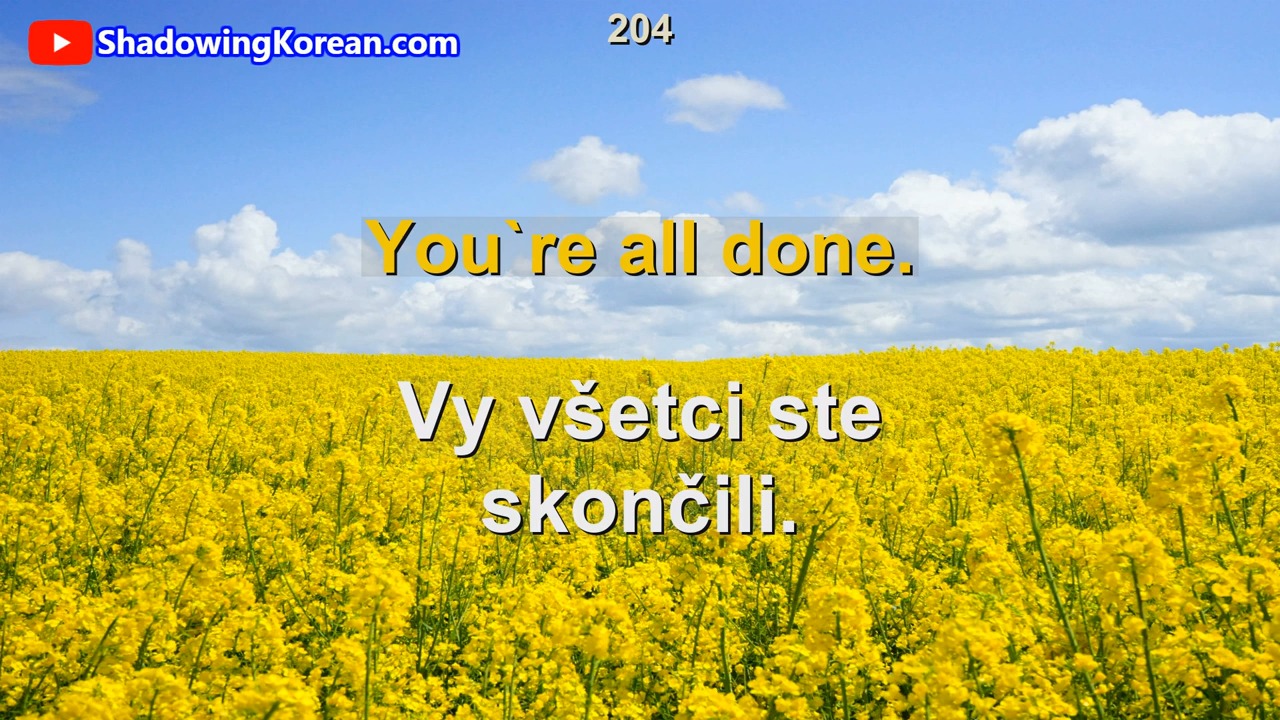 ShadowingKorean.com
204
You`re all done.
Vy všetci ste
skončili.